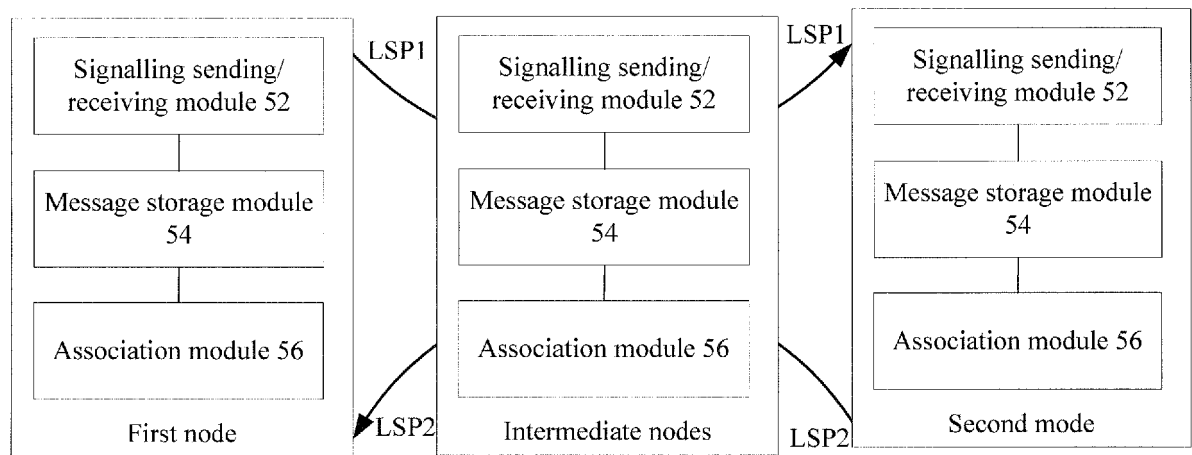 Signalling sending/
receiving module 52
Message storage module
54
Association module 56
First node
LSP1
LSP2
Signalling sending/
receiving module 52
Message storage module
54
Association module 56
Intermediate nodes
LSP1
LSP2
Signalling sending/
receiving module 52
Message storage module
54
Association module 56
Second mode